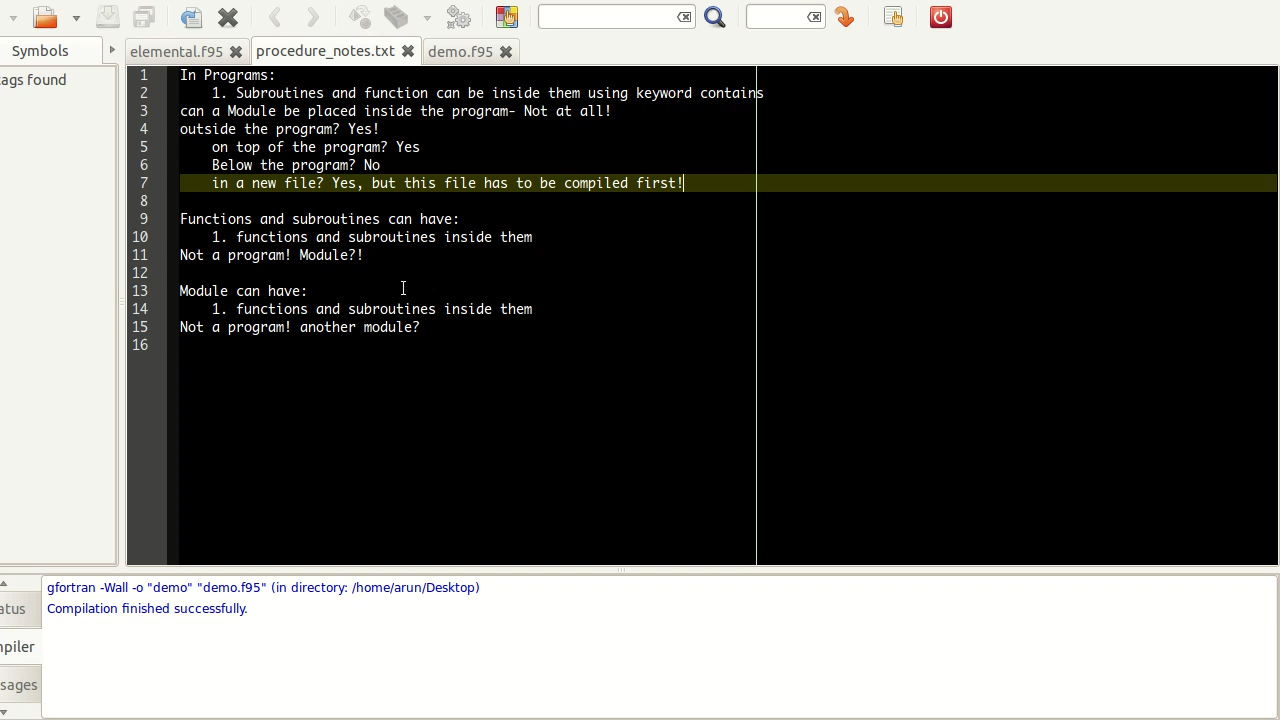 Symbols
elemental.f95
procedure_notes.txt
demo.f95
ags found
1 In Programs:
2 1. Subroutines and function can be inside them using keyword contains
3 can a Module be placed inside the program- Not at all!
4 outside the program? Yes!
5 on top of the program? Yes
6 Below the program? No
7 in a new file? Yes, but this file has to be compiled first!
8
9 Functions and subroutines can have:
10 1. functions and subroutines inside them
11 Not a program! Module?!
12
13 Module can have:
14 1. functions and subroutines inside them
15 Not a program! another module?
16
gfortran -Wall -o "demo" "demo.f95" (in directory: /home/arun/Desktop)
Compilation finished successfully.
atus
npiler
sages